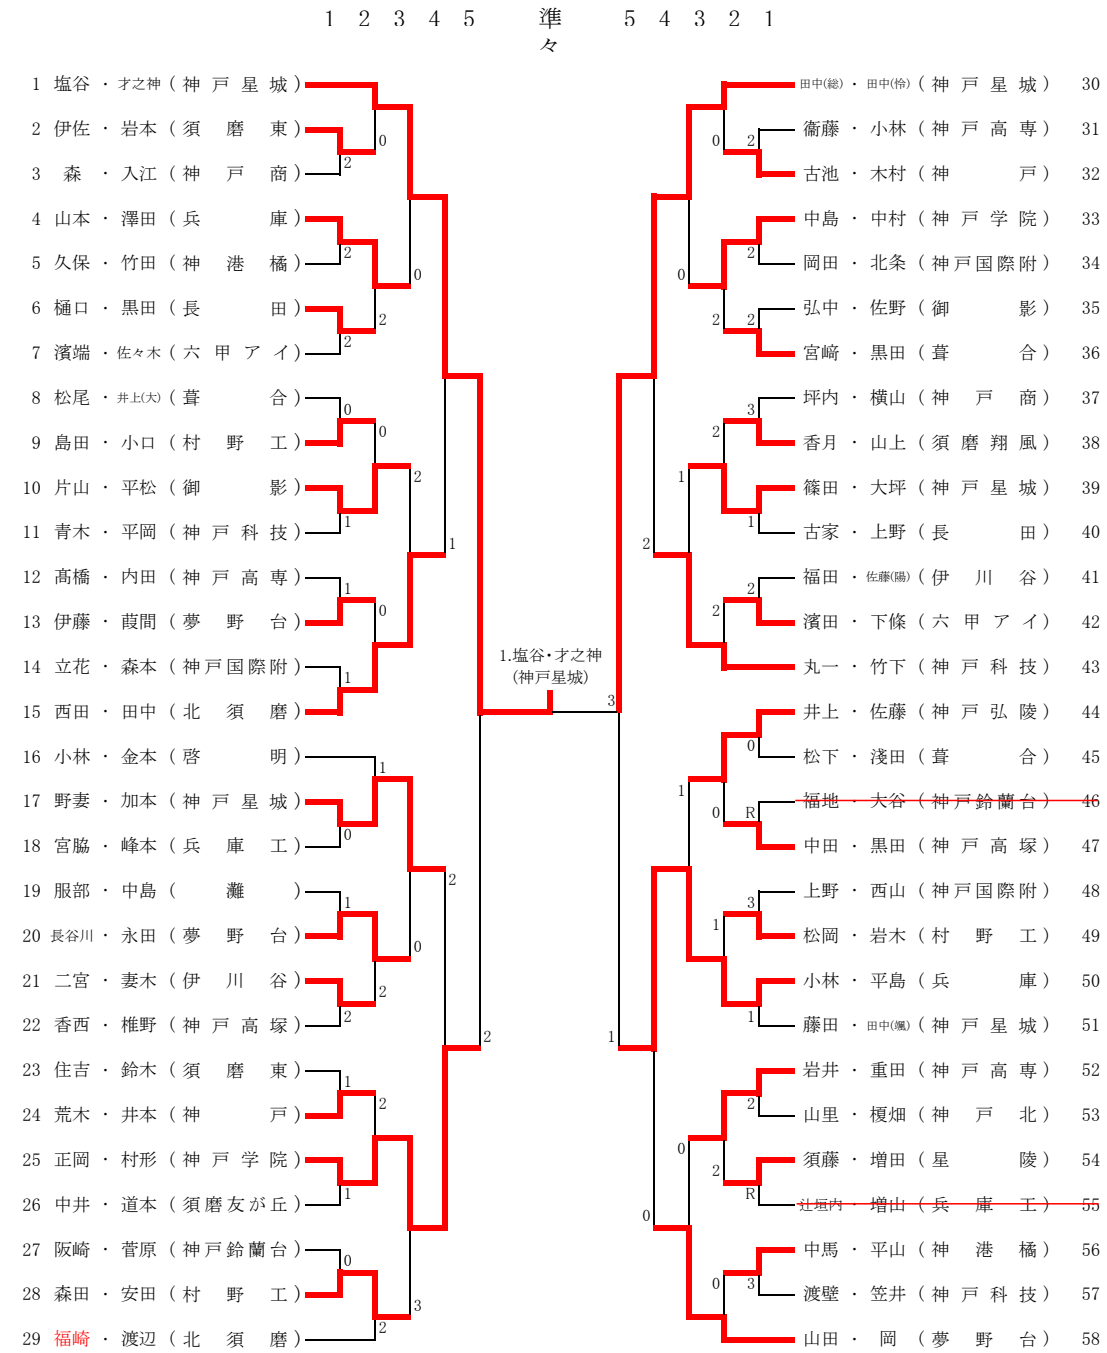 1 2 3 4 5 準々 5 4 3 2 1
1 塩谷・才之神(神戸星城)
2 伊佐・岩本(須磨東)
3 森・入江(神戸商)
4 山本・澤田(兵庫)
5 久保・竹田(神港橘)
6 樋口・黒田(長田)
7 濱端・佐々木(六甲アイ)
8 松尾・井上(大)(葺合)
9 島田・小口(村野工)
10 片山・平松(御影)
11 青木・平岡(神戸科技)
12 髙橋・内田(神戸高専)
13 伊藤・葭間(夢野台)
14 立花・森本(神戸国際附)
15 西田・田中(北須磨)
16 小林・金本(啓明)
17 野妻・加本(神戸星城)
18 宮脇・峰本(兵庫工)
19 服部・中島(灘)
20 長谷川・永田(夢野台)
21 二宮・妻木(伊川谷)
22 香西・椎野(神戸高塚)
23 住吉・鈴木(須磨東)
24 荒木・井本(神戸)
25 正岡・村形(神戸学院)
26 中井・道本(須磨友が丘)
27 阪崎・菅原(神戸鈴蘭台)
28 森田・安田(村野工)
29 福崎・渡辺(北須磨)
0
2
2
0
2
2
0
0
2
1
1
1
0
1
1
0
2
1
0
2
2
2
1
2
1
0
3
2
1.塩谷・才之神
(神戸星城)
3
田中(総)・田中(怜)(神戸星城) 30
衞藤・小林(神戸高専) 31
古池・木村(神戸) 32
中島・中村(神戸学院) 33
岡田・北条(神戸国際附) 34
弘中・佐野(御影) 35
宮﨑・黒田(葺合) 36
坪内・横山(神戸商) 37
香月・山上(須磨翔風) 38
篠田・大坪(神戸星城) 39
古家・上野(長田) 40
福田・佐藤(陽)(伊川谷) 41
濱田・下條(六甲アイ) 42
丸一・竹下(神戸科技) 43
井上・佐藤(神戸弘陵) 44
松下・淺田(葺合) 45
福地・大谷(神戸鈴蘭台) 46
中田・黒田(神戸高塚) 47
上野・西山(神戸国際附) 48
松岡・岩木(村野工) 49
小林・平島(兵庫) 50
藤田・田中(颯)(神戸星城) 51
岩井・重田(神戸高専) 52
山里・榎畑(神戸北) 53
須藤・増田(星陵) 54
辻垣内・増山(兵庫工) 55
中馬・平山(神港橘) 56
渡壁・笠井(神戸科技) 57
山田・岡(夢野台) 58
0 2
2
0
2 2
3
2
1
1
2
2
2
0
1
0 R
3
1
1
1
2
0
2
R
0
0 3